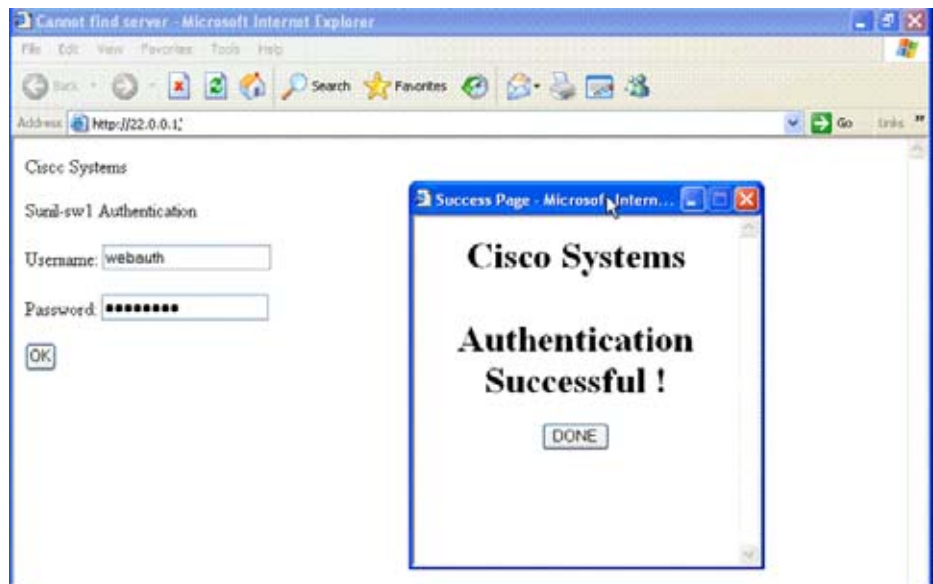 Cannot find server - Microsoft Internet Explorer
File Edit View Favorites Tools Help
Back Search Favorites
Address http://22.0.0.1; Go Links »
Cisco Systems
Sunil-sw1 Authentication
Username: webauth
Password: ••••••••
OK
Success Page - Microsoft Intern...
Cisco Systems
Authentication
Successful !
DONE